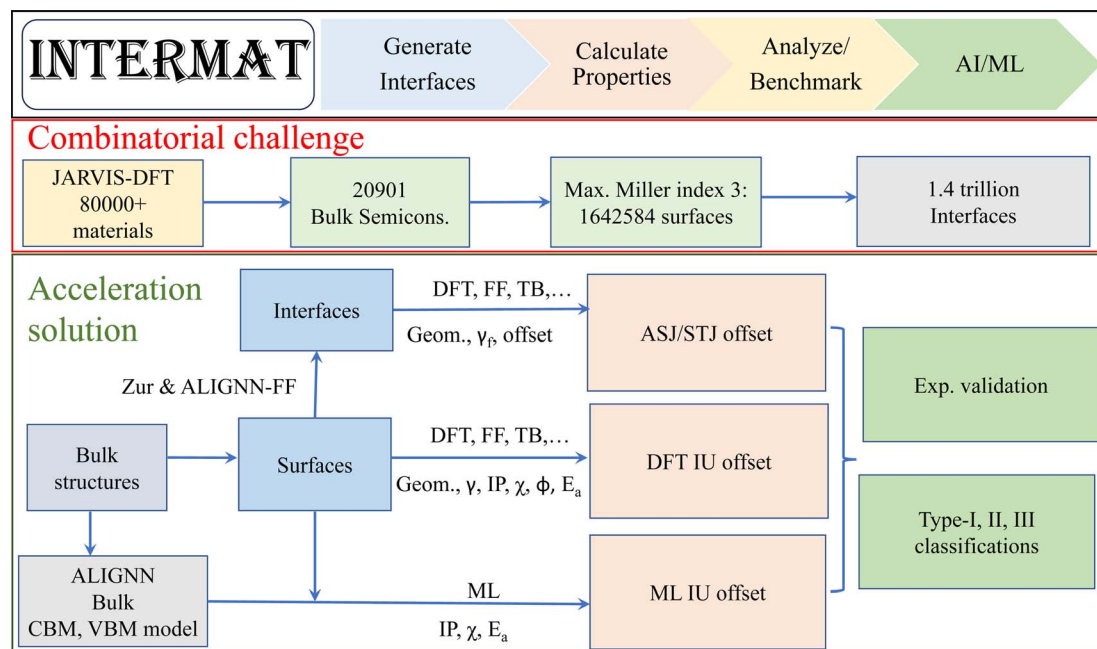 INTERMAT
Generate
Interfaces
Calculate
Properties
Analyze/
Benchmark
AI/ML
Combinatorial challenge
JARVIS-DFT
80000+
materials
20901
Bulk Semicons.
Max. Miller index 3:
1642584 surfaces
1.4 trillion
Interfaces
Acceleration
solution
Interfaces
DFT, FF, TB,...
Geom., γf, offset
ASJ/STJ offset
Zur & ALIGNN-FF
Bulk
structures
Surfaces
DFT, FF, TB,...
Geom., γ, IP, χ, ϕ, Ea
DFT IU offset
ALIGNN
Bulk
CBM, VBM model
ML
IP, χ, Ea
ML IU offset
Exp. validation
Type-I, II, III
classifications